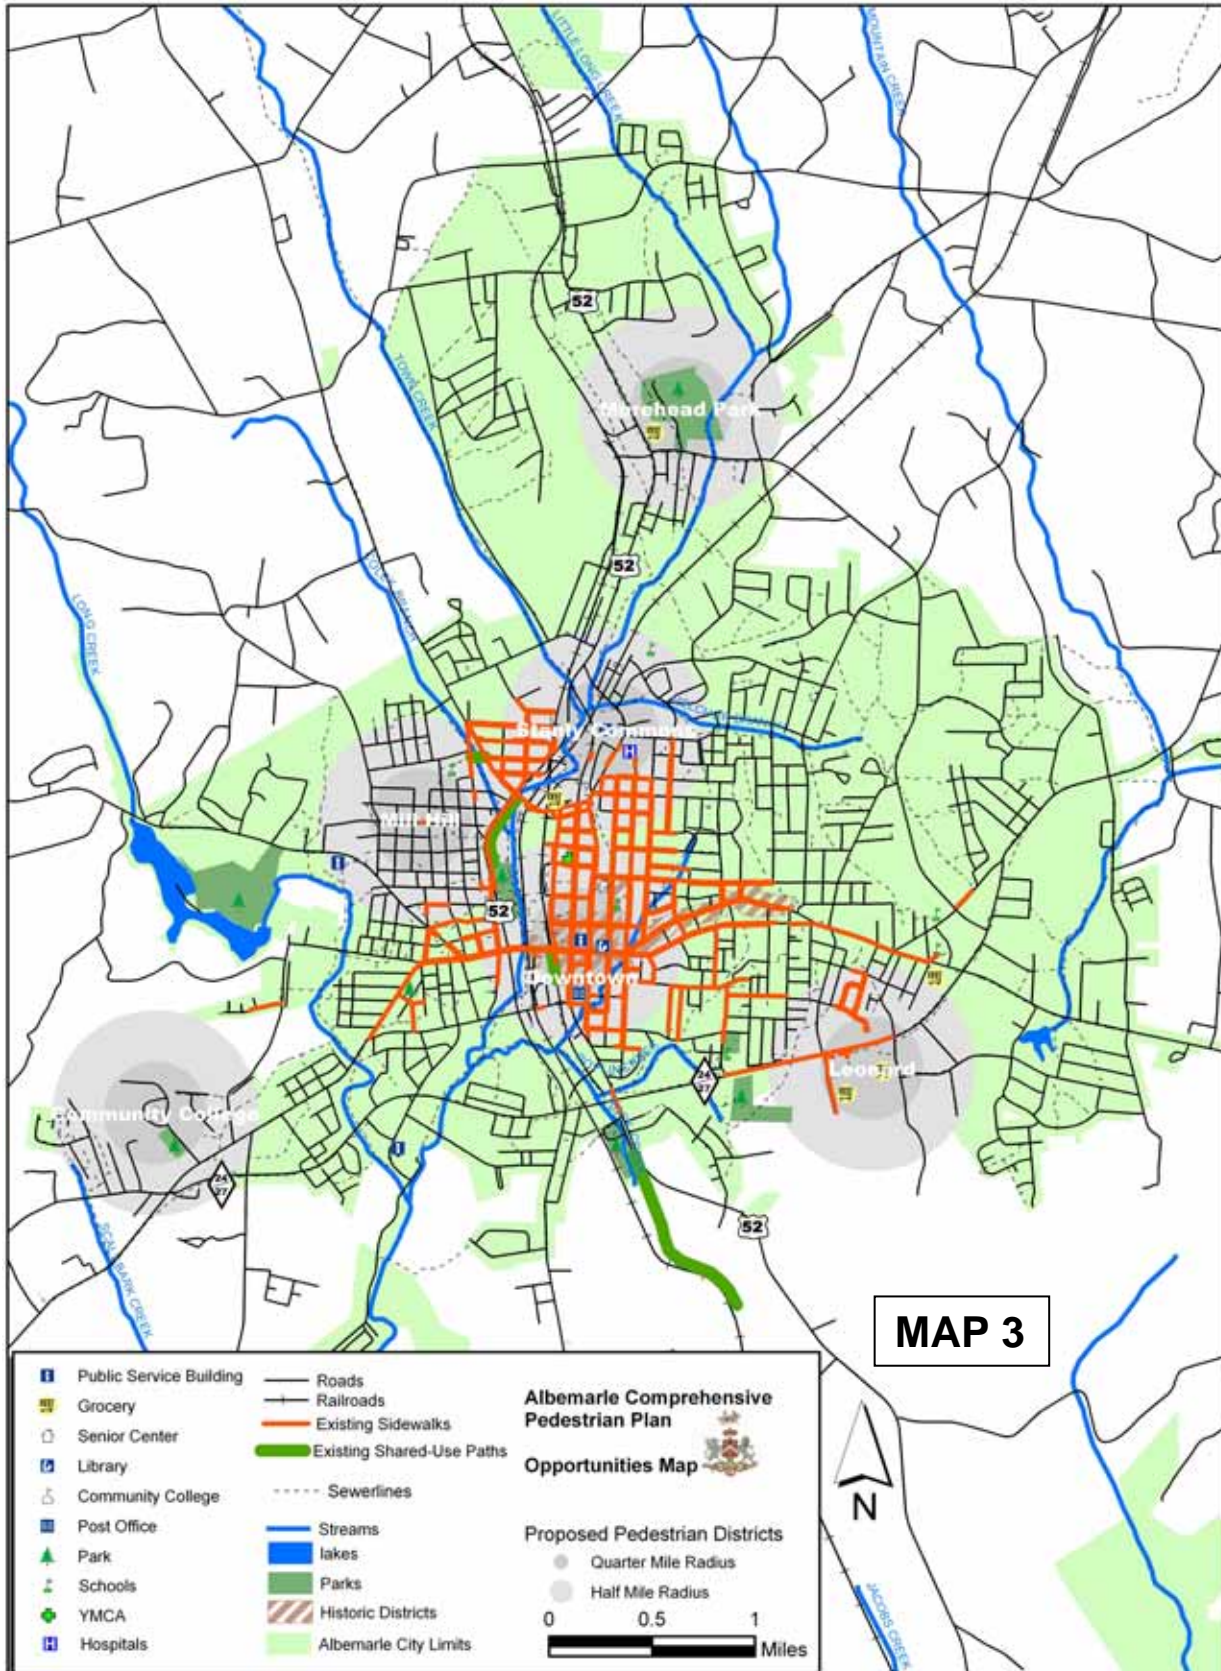 LITTLE LONG CREEK
MOUNTAIN CREEK
52
TOWN CREEK
Morehead Park
52
LONG CREEK
Stanly Commons
H
Mill Hill
52
Downtown
24
27
Leonard
Community College
24
27
52
MAP 3
Public Service Building
Grocery
Senior Center
Library
Community College
Post Office
Park
Schools
YMCA
Hospitals
Roads
Railroads
Existing Sidewalks
Existing Shared-Use Paths
Sewerlines
Streams
lakes
Parks
Historic Districts
Albemarle City Limits
Albemarle Comprehensive
Pedestrian Plan
Opportunities Map
Proposed Pedestrian Districts
Quarter Mile Radius
Half Mile Radius
0 0.5 1
Miles
N
JACOBS CREEK